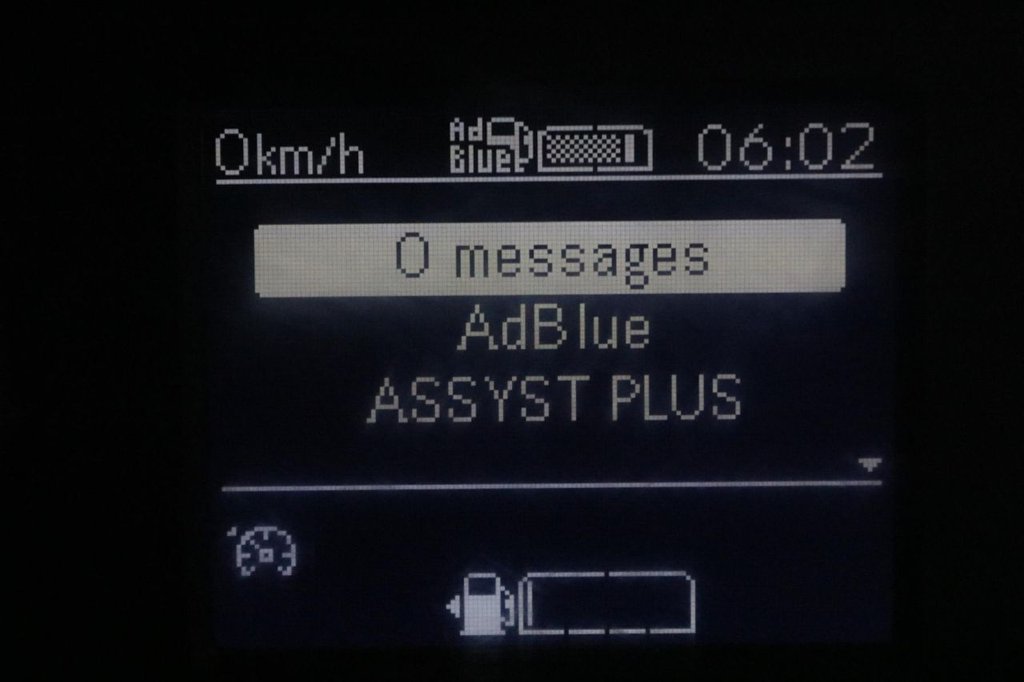 0km/h Ad Blue 06:02
0 messages
AdBlue
ASSYST PLUS